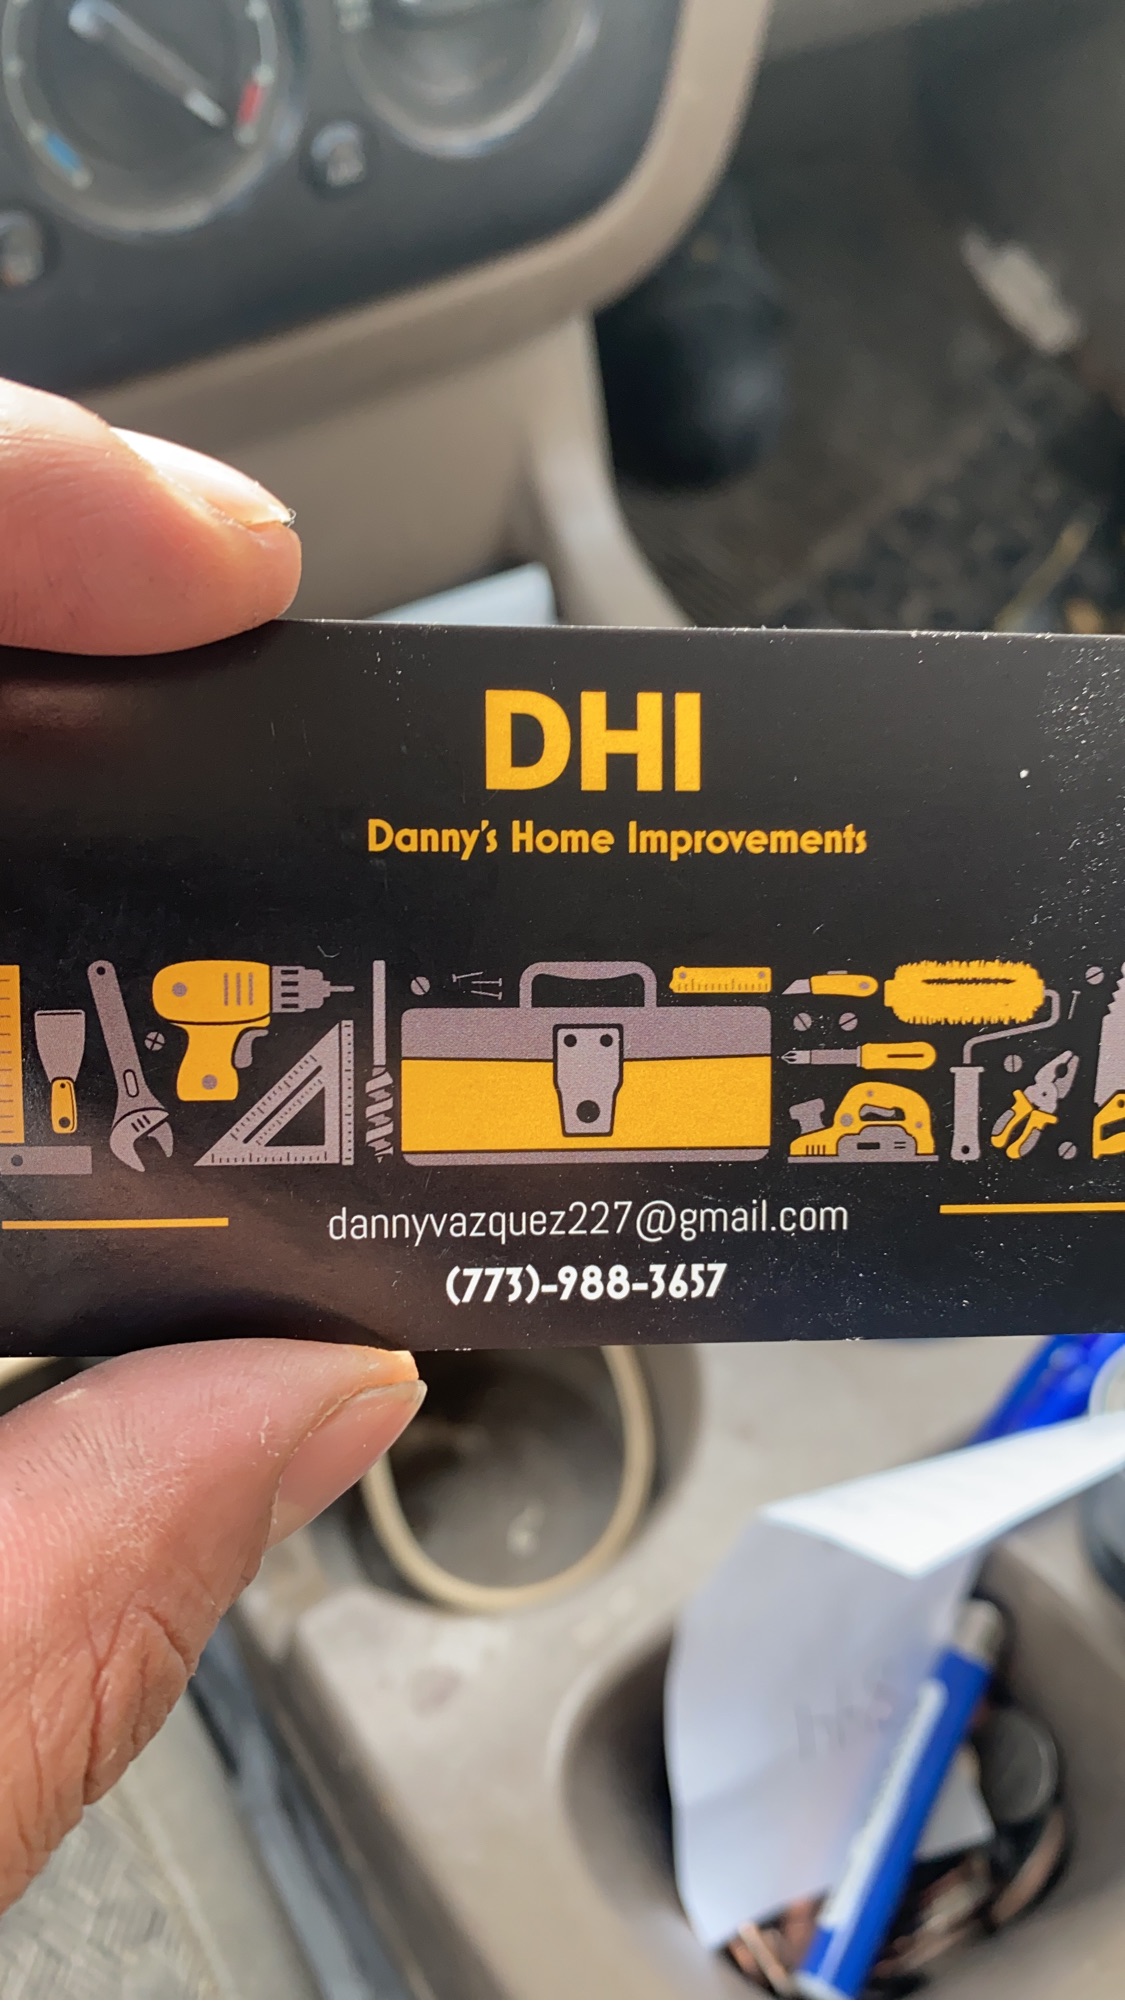 DHI
Danny's Home Improvements
dannyvazquez227@gmail.com
(773)-988-3657